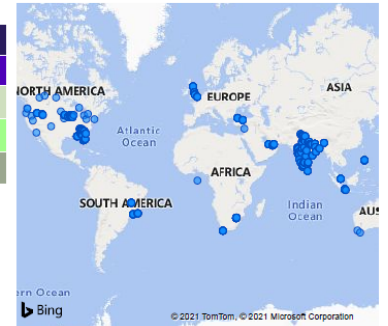 NORTH AMERICA
EUROPE
ASIA
Atlantic
Ocean
AFRICA
SOUTH AMERICA
Indian
Ocean
AUS
ern Ocean
Bing
© 2021 TomTom, © 2021 Microsoft Corporation